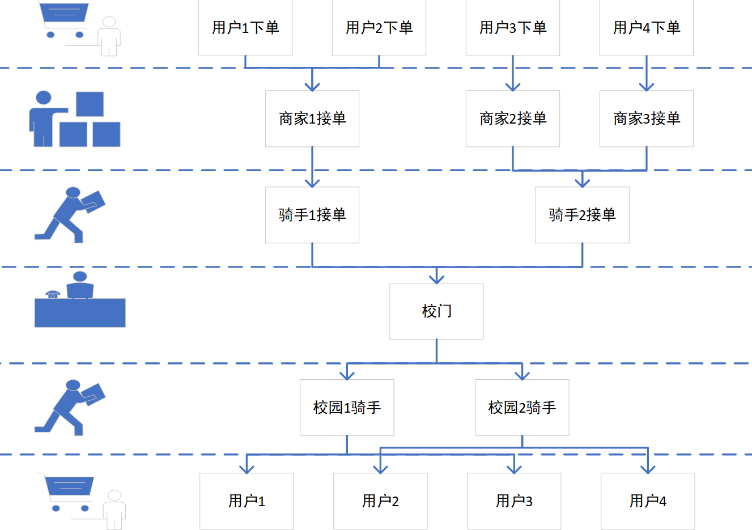 用户1下单
用户2下单
用户3下单
用户4下单
商家1接单
商家2接单
商家3接单
骑手1接单
骑手2接单
校门
校园1骑手
校园2骑手
用户1
用户2
用户3
用户4